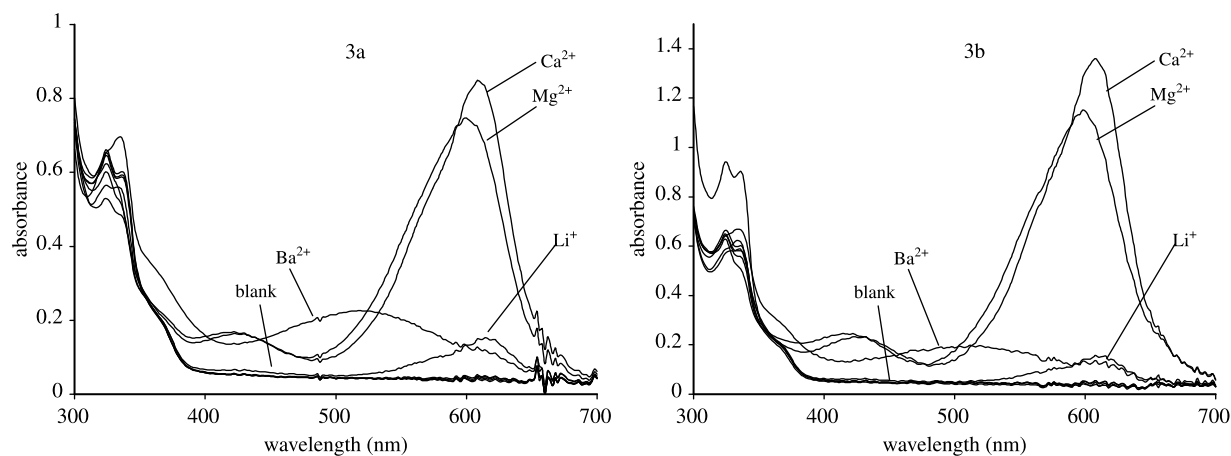 1
3a
Ca²⁺
0.8
Mg²⁺
0.6
absorbance
0.4
Li⁺
Ba²⁺
blank
0.2
0
300 400 500 600 700
wavelength (nm)
1.4
3b
Ca²⁺
1.2
Mg²⁺
1
0.8
absorbance
0.6
Li⁺
Ba²⁺
0.4
blank
0.2
0
300 400 500 600 700
wavelength (nm)